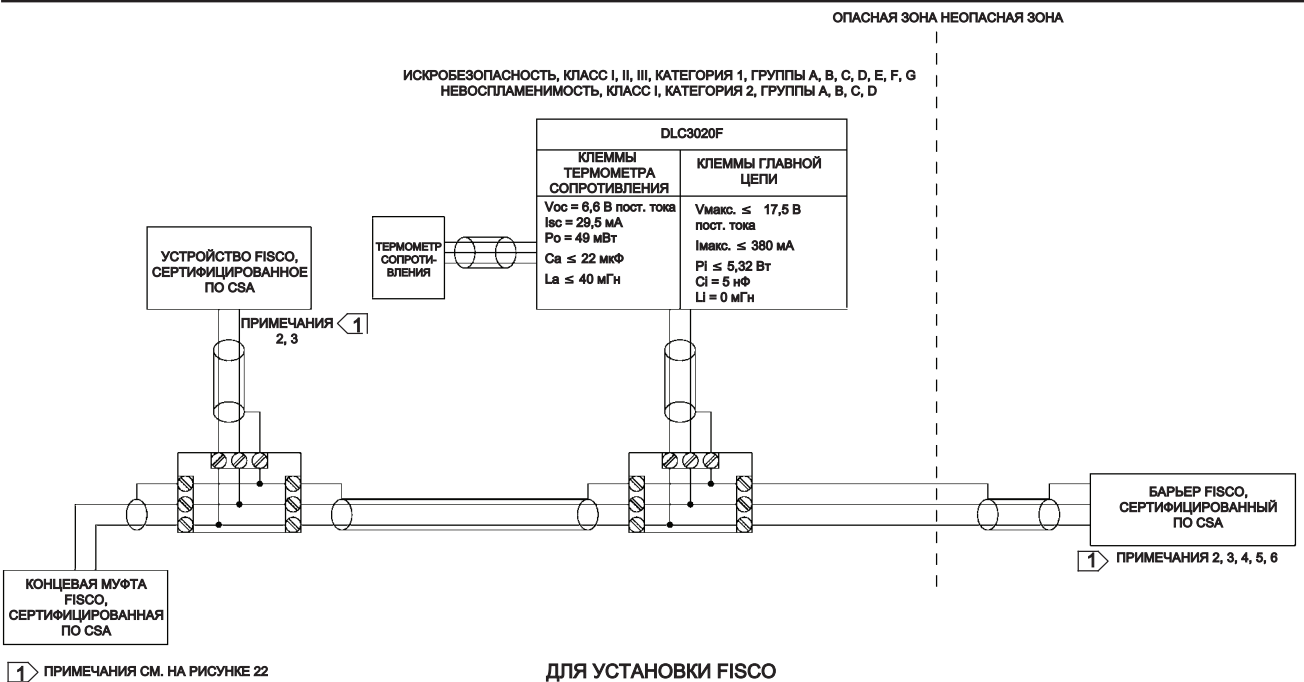 ОПАСНАЯ ЗОНА НЕОПАСНАЯ ЗОНА
ИСКРОБЕЗОПАСНОСТЬ, КЛАСС I, II, III, КАТЕГОРИЯ 1, ГРУППЫ A, B, C, D, E, F, G
НЕВОСПЛАМЕНИМОСТЬ, КЛАСС I, КАТЕГОРИЯ 2, ГРУППЫ A, B, C, D
DLC3020F
КЛЕММЫ
ТЕРМОМЕТРА
СОПРОТИВЛЕНИЯ
Voc = 6,6 В пост. тока
Isc = 29,5 мА
Po = 49 мВт
Ca ≤ 22 мкФ
La ≤ 40 мГн
КЛЕММЫ ГЛАВНОЙ
ЦЕПИ
Vмакс. ≤ 17,5 В
пост. тока
Iмакс. ≤ 380 мА
Pi ≤ 5,32 Вт
Ci = 5 нФ
Li = 0 мГн
ТЕРМОМЕТР
СОПРОТИ-
ВЛЕНИЯ
УСТРОЙСТВО FISCO,
СЕРТИФИЦИРОВАННОЕ
ПО CSA
ПРИМЕЧАНИЯ 1
2, 3
БАРЬЕР FISCO,
СЕРТИФИЦИРОВАННЫЙ
ПО CSA
1 ПРИМЕЧАНИЯ 2, 3, 4, 5, 6
КОНЦЕВАЯ МУФТА
FISCO,
СЕРТИФИЦИРОВАННАЯ
ПО CSA
1 ПРИМЕЧАНИЯ СМ. НА РИСУНКЕ 22
ДЛЯ УСТАНОВКИ FISCO